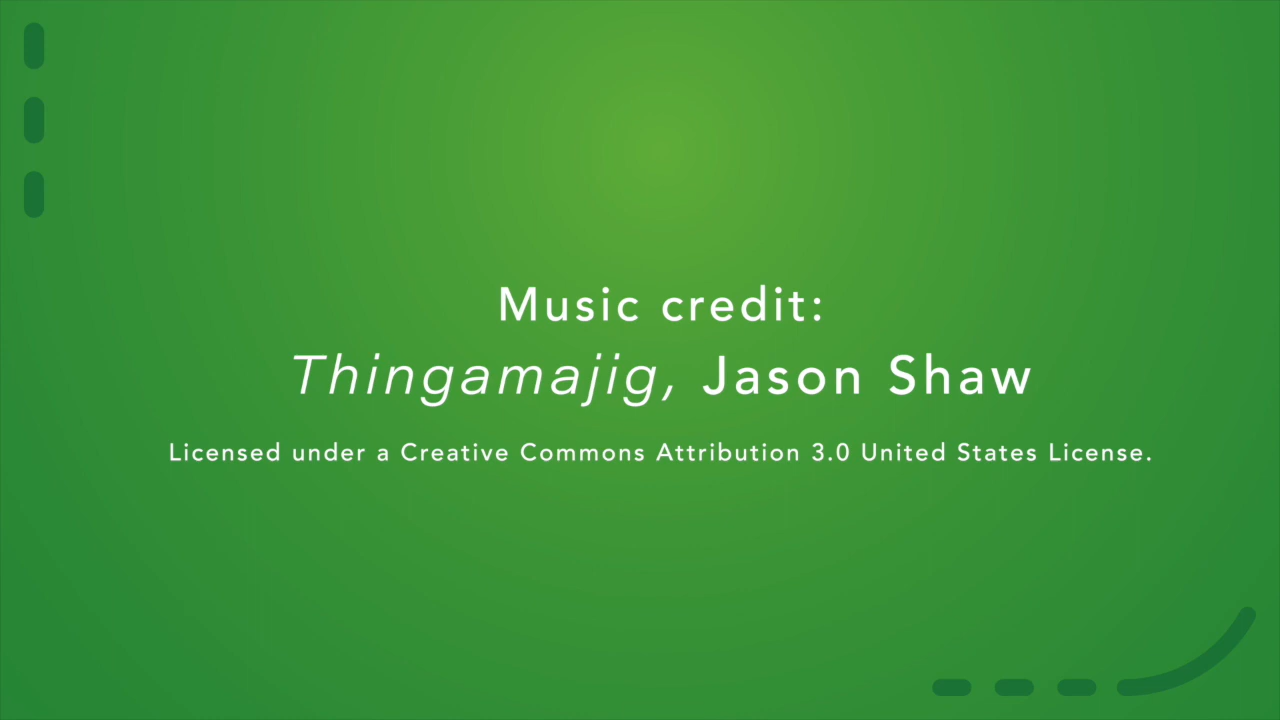 Music credit:
Thingamajig, Jason Shaw
Licensed under a Creative Commons Attribution 3.0 United States License.